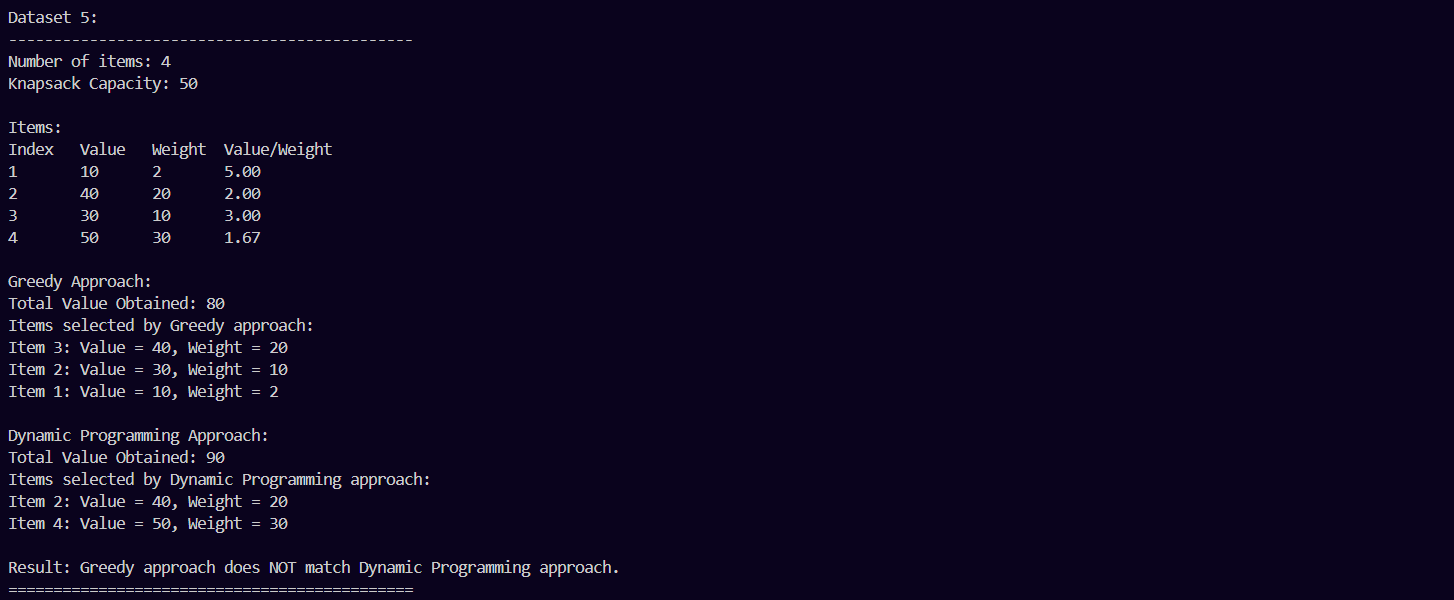 Dataset 5:
---------------------------------------------
Number of items: 4
Knapsack Capacity: 50
Items:
Index   Value   Weight  Value/Weight
1       10      2       5.00
2       40      20      2.00
3       30      10      3.00
4       50      30      1.67
Greedy Approach:
Total Value Obtained: 80
Items selected by Greedy approach:
Item 3: Value = 40, Weight = 20
Item 2: Value = 30, Weight = 10
Item 1: Value = 10, Weight = 2
Dynamic Programming Approach:
Total Value Obtained: 90
Items selected by Dynamic Programming approach:
Item 2: Value = 40, Weight = 20
Item 4: Value = 50, Weight = 30
Result: Greedy approach does NOT match Dynamic Programming approach.
=============================================